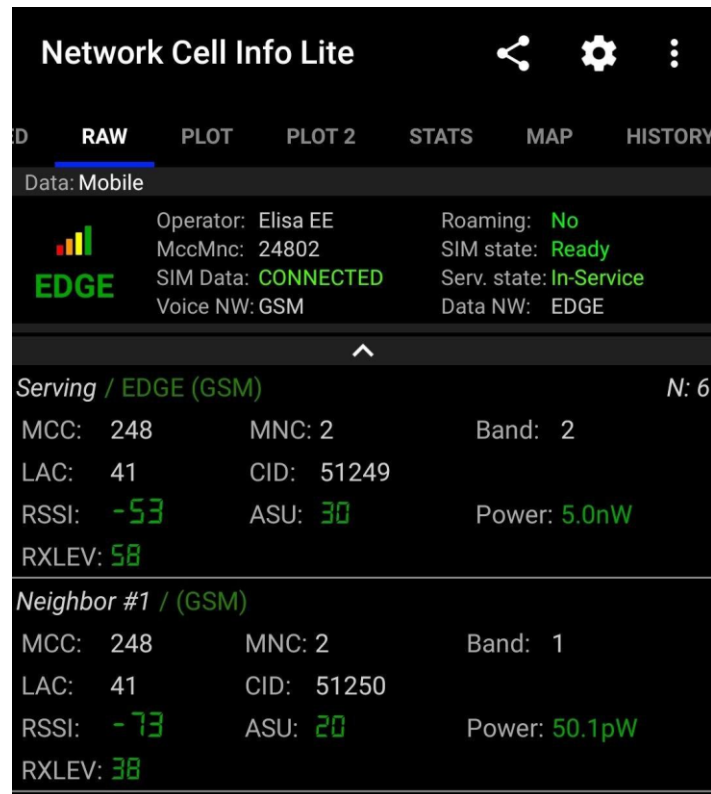 Network Cell Info Lite
ED RAW PLOT PLOT 2 STATS MAP HISTORY
Data: Mobile
Operator: Elisa EE Roaming: No
MccMnc: 24802 SIM state: Ready
EDGE SIM Data: CONNECTED Serv. state: In-Service
Voice NW: GSM Data NW: EDGE
Serving / EDGE (GSM) N: 6
MCC: 248 MNC: 2 Band: 2
LAC: 41 CID: 51249
RSSI: -53 ASU: 30 Power: 5.0nW
RXLEV: 58
Neighbor #1 / (GSM)
MCC: 248 MNC: 2 Band: 1
LAC: 41 CID: 51250
RSSI: -73 ASU: 20 Power: 50.1pW
RXLEV: 38